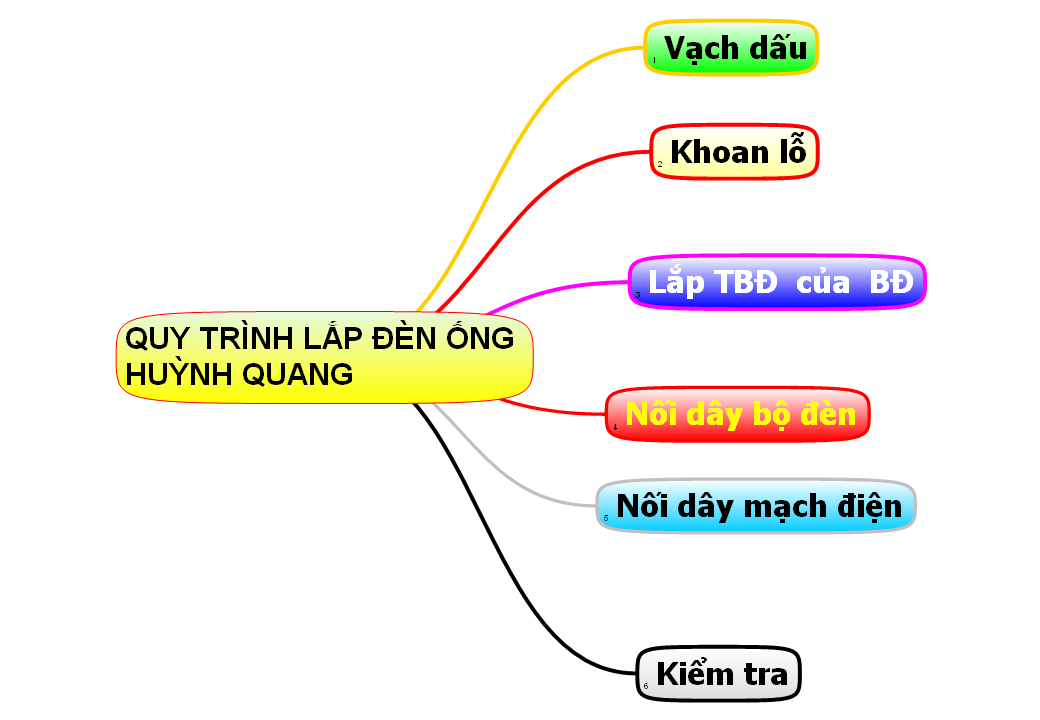 1 Vạch dấu
2 Khoan lỗ
3 Lắp TBĐ của BĐ
QUY TRÌNH LẮP ĐÈN ỐNG
HUỲNH QUANG
4 Nối dây bộ đèn
5 Nối dây mạch điện
6 Kiểm tra